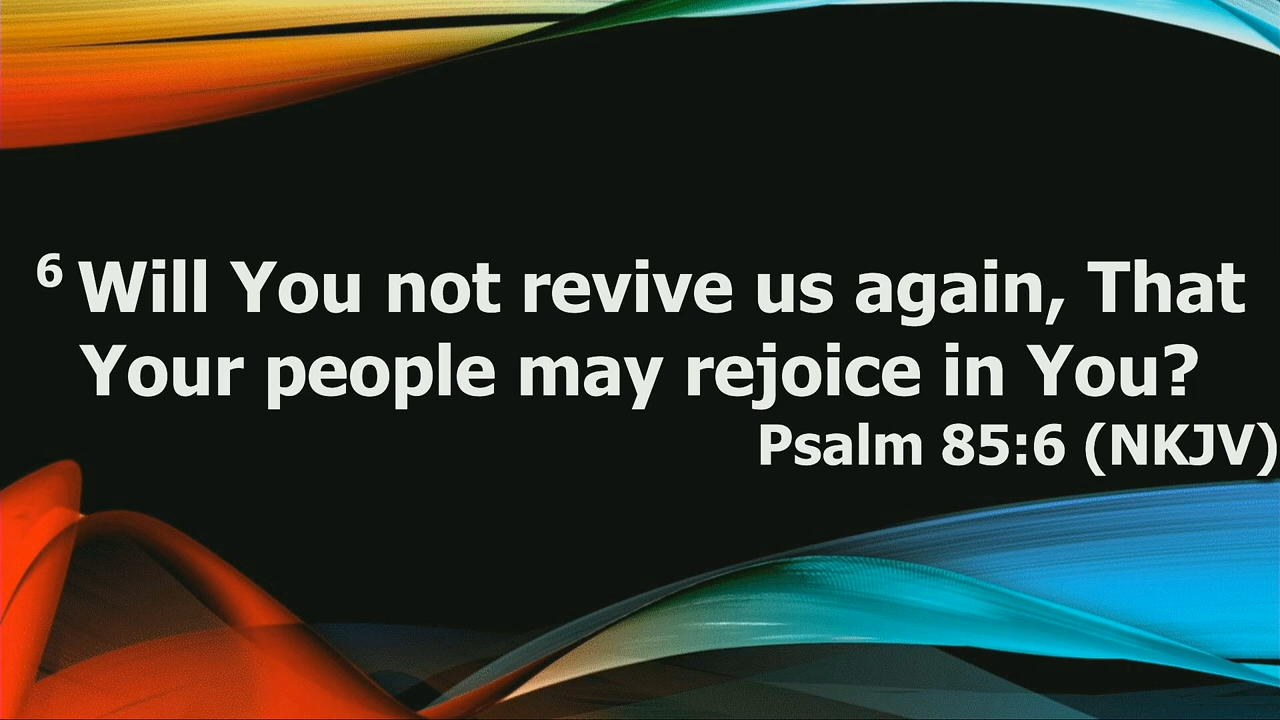 6 Will You not revive us again, That
Your people may rejoice in You?
Psalm 85:6 (NKJV)